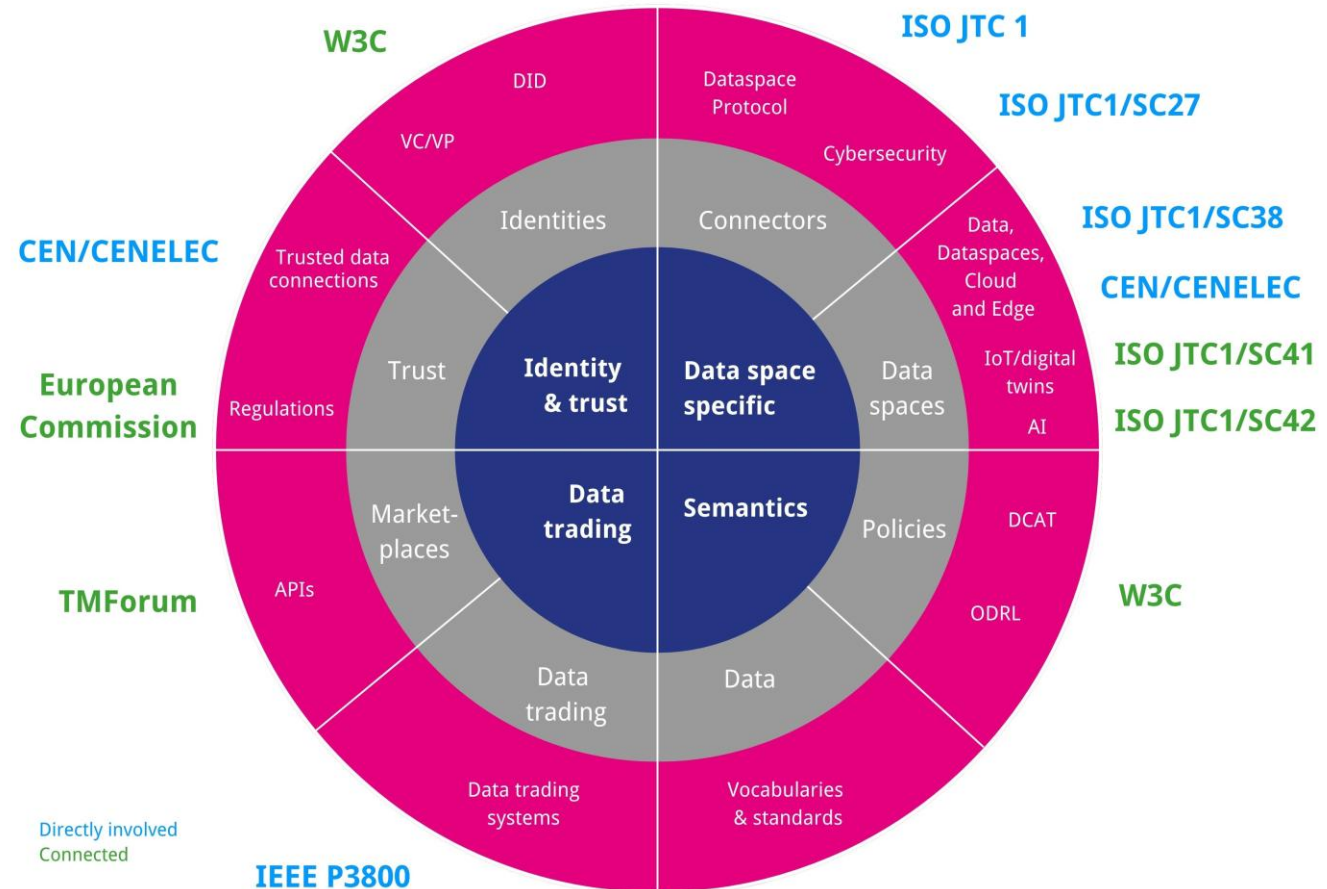 W3C
ISO JTC 1
DID
Dataspace
Protocol
ISO JTC1/SC27
VC/VP
Cybersecurity
Identities
Connectors
ISO JTC1/SC38
CEN/CENELEC
Trusted data
connections
Data,
Dataspaces,
Cloud
and Edge
CEN/CENELEC
Trust
Identity
& trust
Data space
specific
Data
spaces
IoT/digital
twins
ISO JTC1/SC41
European
Commission
Regulations
AI
ISO JTC1/SC42
Market-
places
Data
trading
Semantics
Policies
DCAT
TMForum
APIs
ODRL
W3C
Data
trading
Data
Data trading
systems
Vocabularies
& standards
Directly involved
Connected
IEEE P3800